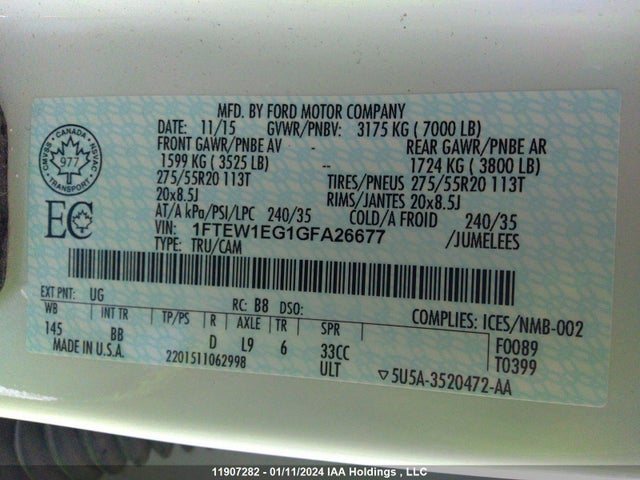 MFD. BY FORD MOTOR COMPANY
DATE: 11/15 GVWR/PNBV: 3175 KG ( 7000 LB)
FRONT GAWR/PNBE AV - REAR GAWR/PNBE AR
1599 KG ( 3525 LB) -- 1724 KG ( 3800 LB)
275/55R20 113T TIRES/PNEUS 275/55R20 113T
20x8.5J RIMS/JANTES 20x8.5J
AT/A kPa/PSI/LPC 240/35 COLD/A FROID 240/35
VIN: 1FTEW1EG1GFA26677 /JUMELEES
TYPE: TRU/CAM
CANADA
CMVSS NSVAC
977
TRANSPORT
EC
EXT PNT: UG RC: B8 DSO: COMPLIES: ICES/NMB-002
WB INT TR TP/PS R AXLE TR SPR F0089
145 BB D L9 6 33CC T0399
MADE IN U.S.A. 2201511062998 ULT ▽5U5A-3520472-AA
11907282 - 01/11/2024 IAA Holdings , LLC